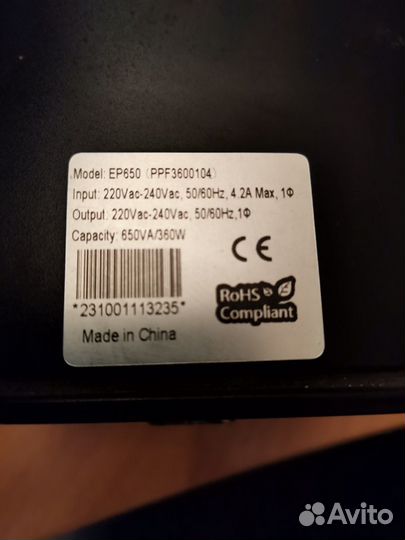 Model: EP650 (PPF3600104)
Input: 220Vac-240Vac, 50/60Hz, 4.2A Max, 1Φ
Output: 220Vac-240Vac, 50/60Hz,1Φ
Capacity: 650VA/360W
CE
*231001113235*
RoHS
Compliant
Made in China
Avito